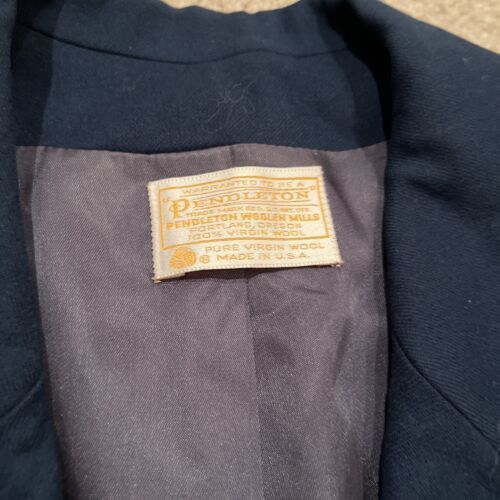 WARRANTED TO BE A
"PENDLETON"
TRADE MARK REG. U.S. PAT. OFF.
PENDLETON WOOLEN MILLS
PORTLAND, OREGON
100% VIRGIN WOOL
PURE VIRGIN WOOL
® MADE IN U.S.A.